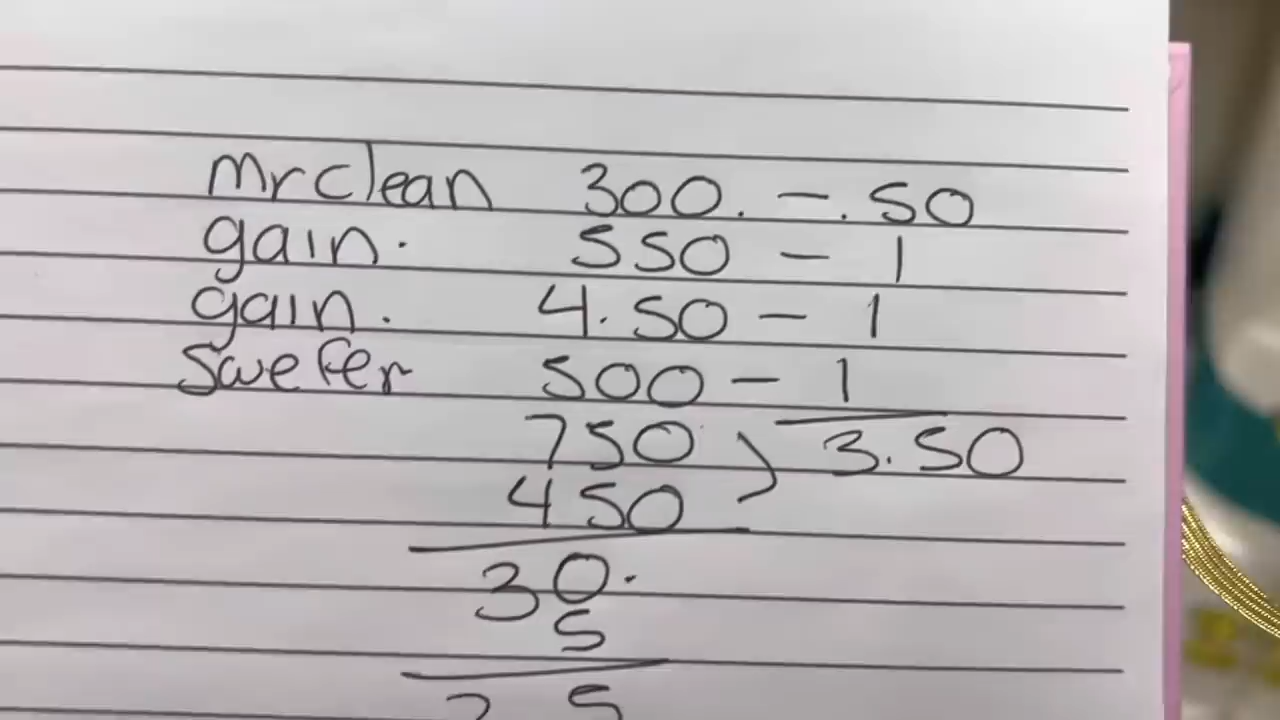 mrclean 300. - .50
gain. 550 - 1
gain. 4.50 - 1
Swefer 500 - 1
750 ) 3.50
450
30.
5
25